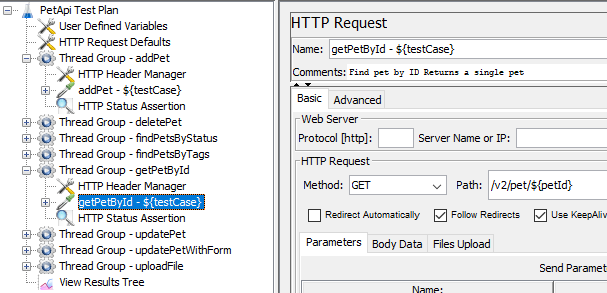 PetApi Test Plan
User Defined Variables
HTTP Request Defaults
Thread Group - addPet
HTTP Header Manager
addPet - ${testCase}
HTTP Status Assertion
Thread Group - deletePet
Thread Group - findPetsByStatus
Thread Group - findPetsByTags
Thread Group - getPetById
HTTP Header Manager
getPetById - ${testCase}
HTTP Status Assertion
Thread Group - updatePet
Thread Group - updatePetWithForm
Thread Group - uploadFile
View Results Tree
HTTP Request
Name: getPetById - ${testCase}
Comments: Find pet by ID Returns a single pet
Basic Advanced
Web Server
Protocol [http]: Server Name or IP:
HTTP Request
Method: GET Path: /v2/pet/${petId}
Redirect Automatically Follow Redirects Use KeepAliv
Parameters Body Data Files Upload
Send Paramet
Name: